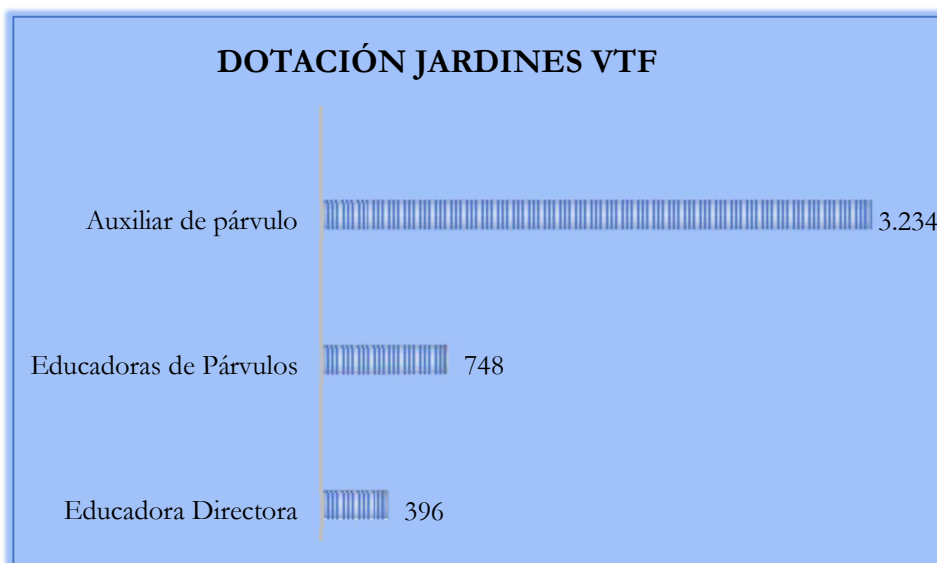 DOTACIÓN JARDINES VTF
Auxiliar de párvulo
3.234
Educadoras de Párvulos
748
Educadora Directora
396